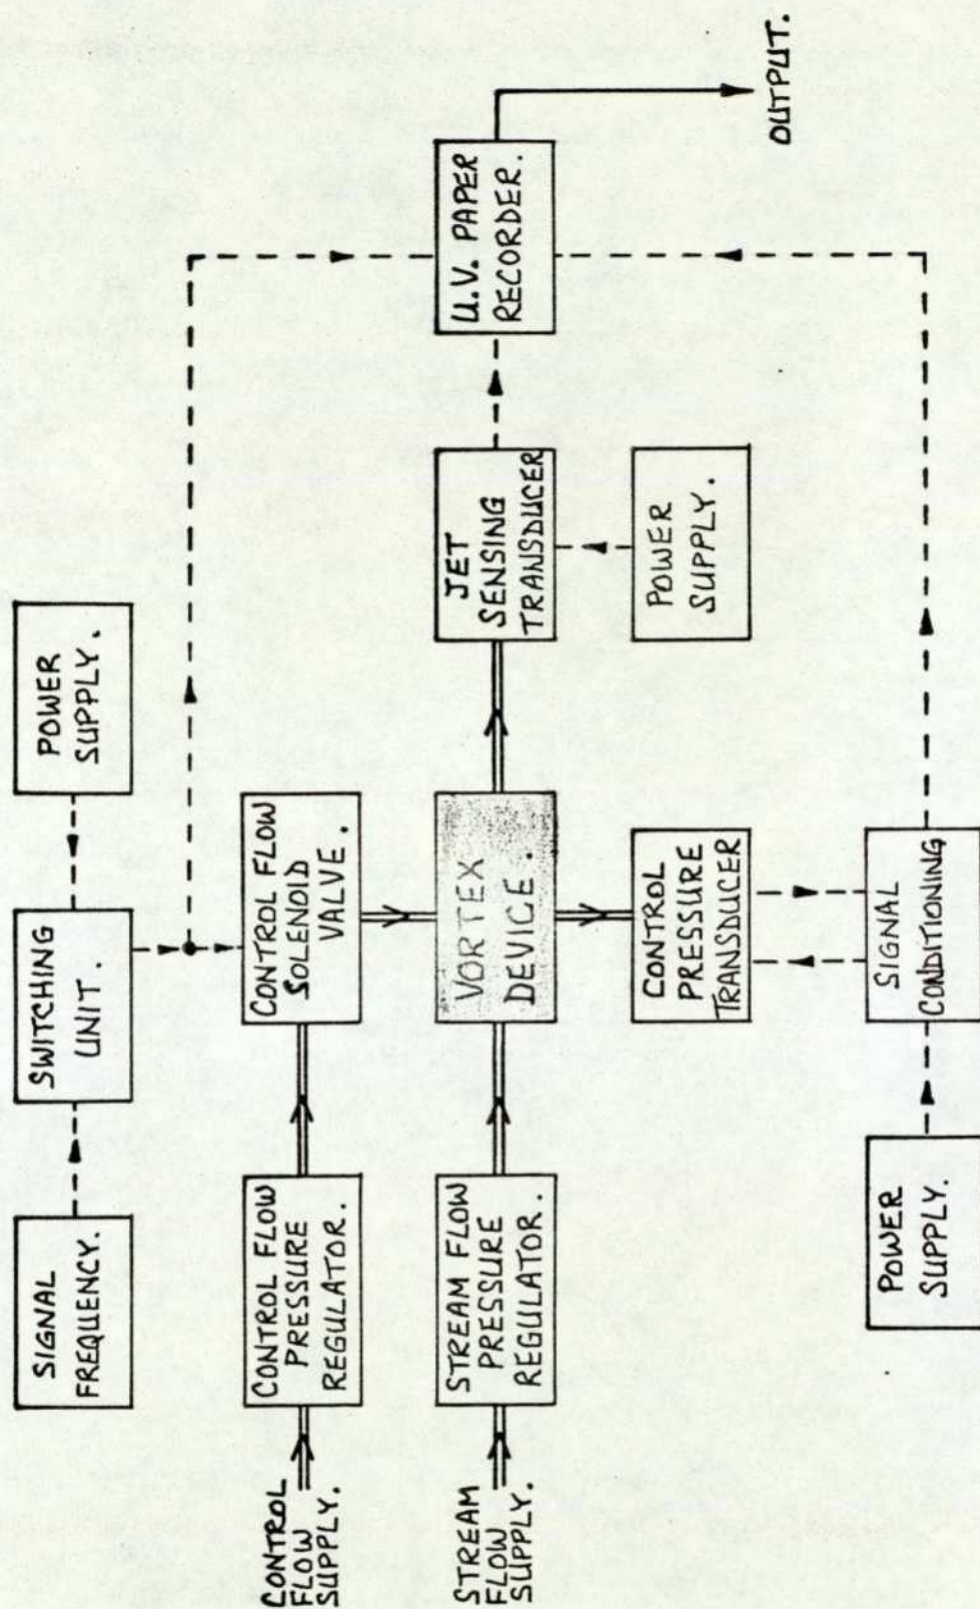 SIGNAL
FREQUENCY.
SWITCHING
UNIT.
POWER
SUPPLY.
CONTROL
FLOW
SUPPLY.
CONTROL FLOW
PRESSURE
REGULATOR.
CONTROL FLOW
SOLENOID
VALVE.
STREAM
FLOW
SUPPLY.
STREAM FLOW
PRESSURE
REGULATOR.
VORTEX
DEVICE.
JET
SENSING
TRANSDUCER
U.V. PAPER
RECORDER.
OUTPUT.
CONTROL
PRESSURE
TRANSDUCER
POWER
SUPPLY.
POWER
SUPPLY.
SIGNAL
CONDITIONING